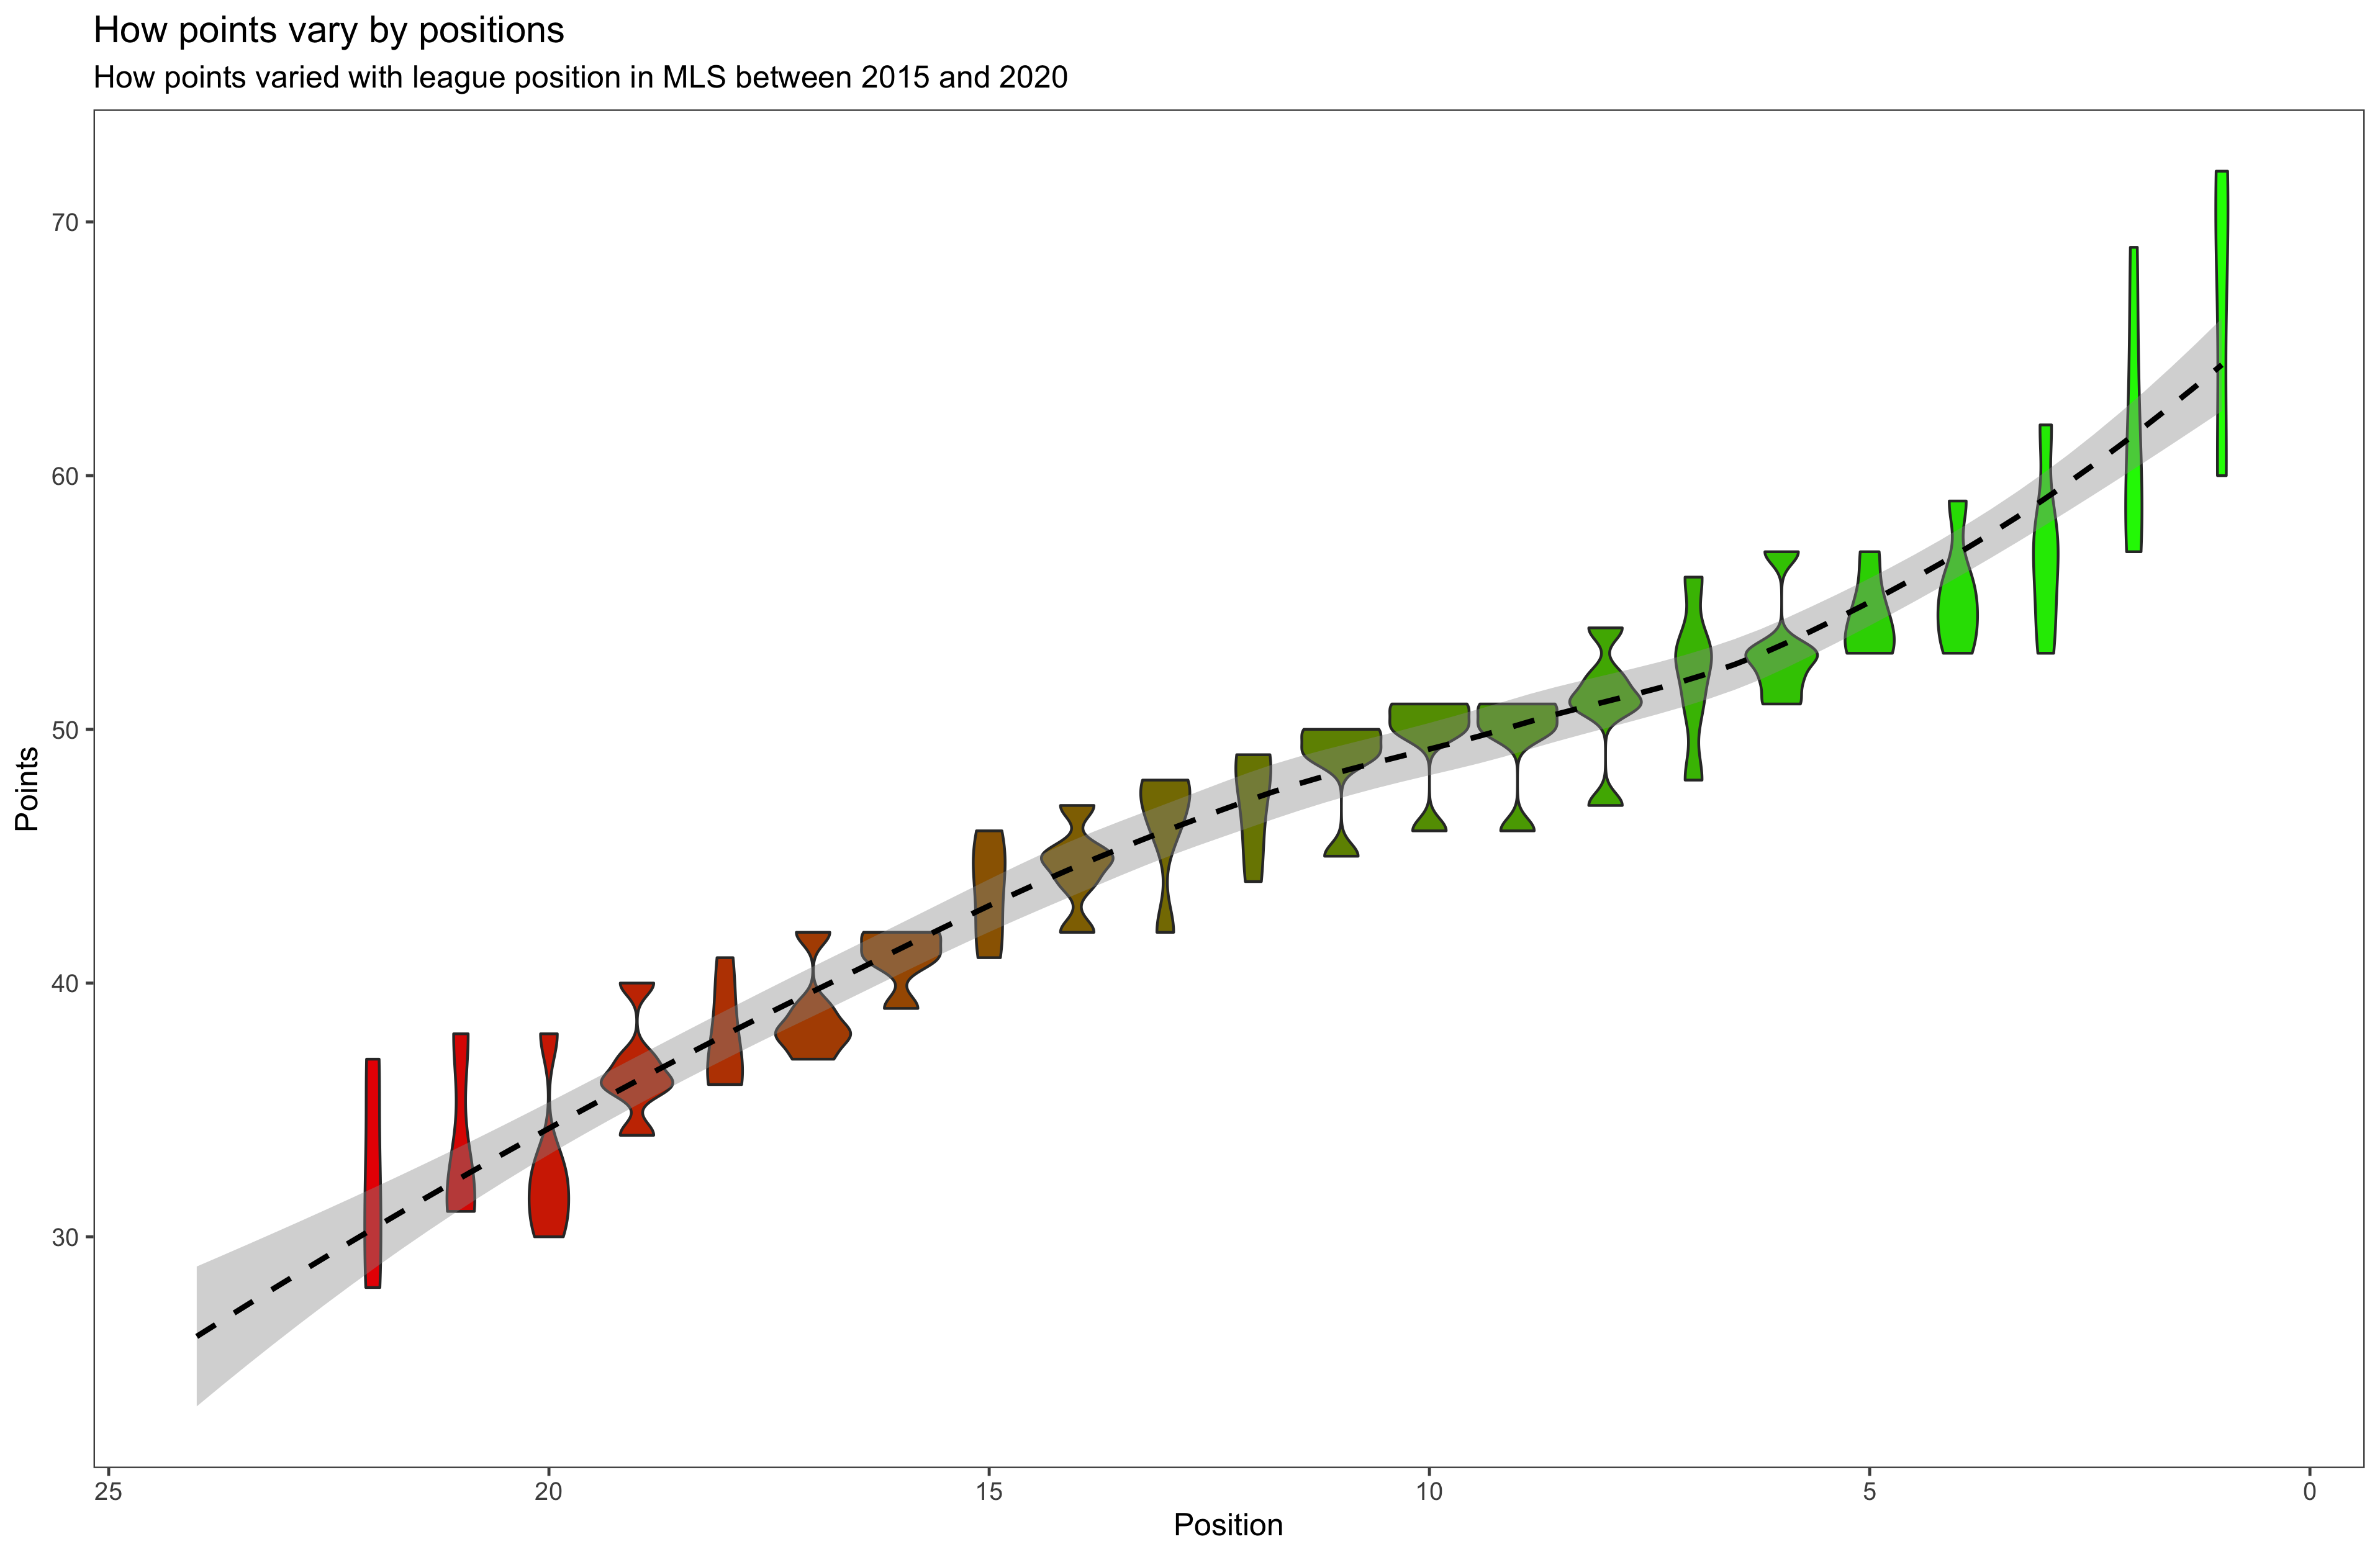 How points vary by positions
How points varied with league position in MLS between 2015 and 2020
70
60
50
40
30
Points
25 20 15 10 5 0
Position